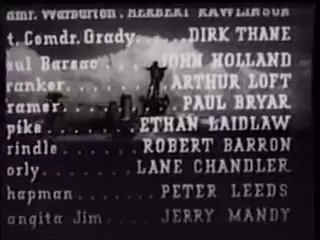 dmr. Warburton. HERBERT RAWLINSON
t. Comdr. Grady......DIRK THANE
aul Barsac.....JOHN HOLLAND
ranker........ARTHUR LOFT
ramer.........PAUL BRYAR
pike.......ETHAN LAIDLAW
rindle.......ROBERT BARRON
orly.......LANE CHANDLER
hapman.......PETER LEEDS
angita Jim....JERRY MANDY